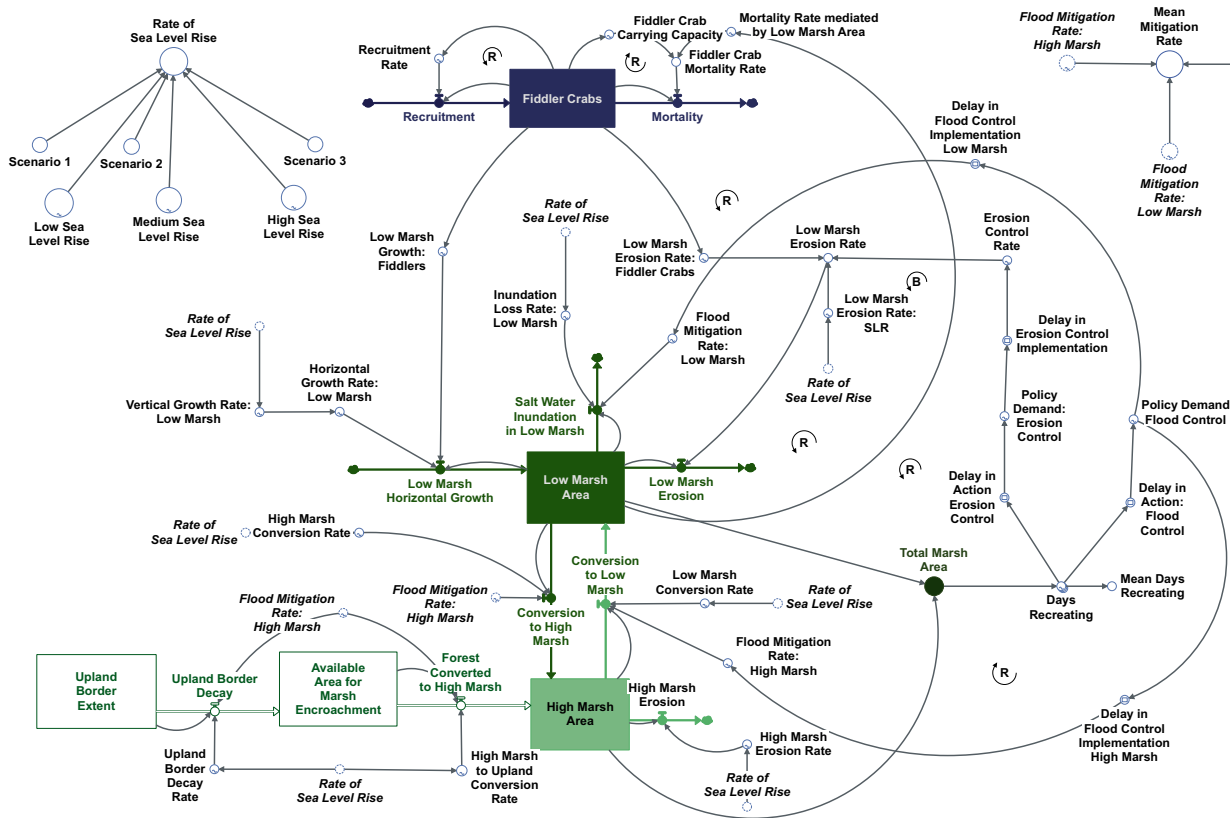 Rate of
Sea Level Rise
Scenario 1
Scenario 2
Scenario 3
Low Sea
Level Rise
Medium Sea
Level Rise
High Sea
Level Rise
Recruitment
Rate
R
Fiddler Crab
Carrying Capacity
Mortality Rate mediated
by Low Marsh Area
R
Fiddler Crab
Mortality Rate
Fiddler Crabs
Recruitment
Mortality
Flood Mitigation
Rate:
High Marsh
Mean
Mitigation
Rate
Flood
Mitigation
Rate:
Low Marsh
Delay in
Flood Control
Implementation
Low Marsh
Rate of
Sea Level Rise
R
Low Marsh
Growth:
Fiddlers
Low Marsh
Erosion Rate:
Fiddler Crabs
Low Marsh
Erosion Rate
Erosion
Control
Rate
B
Inundation
Loss Rate:
Low Marsh
Low Marsh
Erosion Rate:
SLR
Rate of
Sea Level Rise
Flood
Mitigation
Rate:
Low Marsh
Delay in
Erosion Control
Implementation
Rate of
Sea Level Rise
Horizontal
Growth Rate:
Low Marsh
Vertical Growth Rate:
Low Marsh
Salt Water
Inundation
in Low Marsh
Policy
Demand:
Erosion
Control
Policy Demand
Flood Control
R
R
Low Marsh
Horizontal Growth
Low Marsh
Area
Low Marsh
Erosion
Delay in
Action
Erosion
Control
Delay in
Action:
Flood
Control
Rate of
Sea Level Rise
High Marsh
Conversion Rate
Conversion
to Low
Marsh
Total Marsh
Area
Low Marsh
Conversion Rate
Rate of
Sea Level Rise
Days
Recreating
Mean Days
Recreating
Flood Mitigation
Rate:
High Marsh
Flood Mitigation
Rate:
High Marsh
Conversion
to High
Marsh
Flood Mitigation
Rate:
High Marsh
R
Upland
Border
Extent
Upland Border
Decay
Available
Area for
Marsh
Encroachment
Forest
Converted
to High Marsh
High Marsh
Area
High Marsh
Erosion
High Marsh
Erosion Rate
Delay in
Flood Control
Implementation
High Marsh
Upland
Border
Decay
Rate
Rate of
Sea Level Rise
High Marsh
to Upland
Conversion
Rate
Rate of
Sea Level Rise